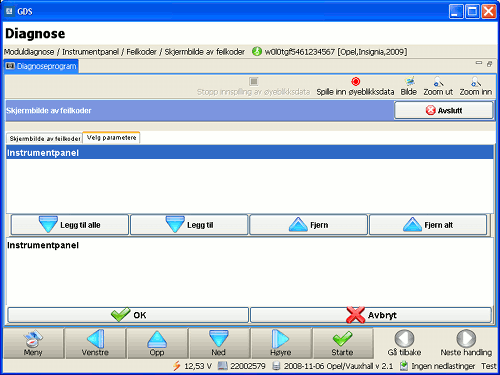 GDS
Diagnose
Moduldiagnose / Instrumentpanel / Feilkoder / Skjermbilde av feilkoder w0l0tgf5461234567 [Opel,Insignia,2009]
Diagnoseprogram
Stopp innspilling av øyeblikksdata Spille inn øyeblikksdata Bilde Zoom ut Zoom inn
Skjermbilde av feilkoder Avslutt
Skjermbilde av feilkoder Velg parametere
Instrumentpanel
Legg til alle Legg til Fjern Fjern alt
Instrumentpanel
OK Avbryt
Meny Venstre Opp Ned Høyre Starte Gå tilbake Neste handling
12,53 V 22002579 2008-11-06 Opel/Vauxhall v 2.1 Ingen nedlastinger Test